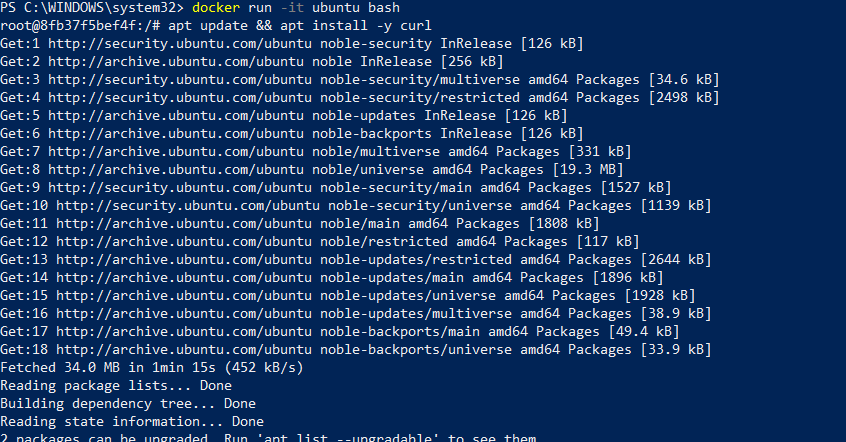 PS C:\WINDOWS\system32> docker run -it ubuntu bash
root@8fb37f5bef4f:/# apt update && apt install -y curl
Get:1 http://security.ubuntu.com/ubuntu noble-security InRelease [126 kB]
Get:2 http://archive.ubuntu.com/ubuntu noble InRelease [256 kB]
Get:3 http://security.ubuntu.com/ubuntu noble-security/multiverse amd64 Packages [34.6 kB]
Get:4 http://security.ubuntu.com/ubuntu noble-security/restricted amd64 Packages [2498 kB]
Get:5 http://archive.ubuntu.com/ubuntu noble-updates InRelease [126 kB]
Get:6 http://archive.ubuntu.com/ubuntu noble-backports InRelease [126 kB]
Get:7 http://archive.ubuntu.com/ubuntu noble/multiverse amd64 Packages [331 kB]
Get:8 http://archive.ubuntu.com/ubuntu noble/universe amd64 Packages [19.3 MB]
Get:9 http://security.ubuntu.com/ubuntu noble-security/main amd64 Packages [1527 kB]
Get:10 http://security.ubuntu.com/ubuntu noble-security/universe amd64 Packages [1139 kB]
Get:11 http://archive.ubuntu.com/ubuntu noble/main amd64 Packages [1808 kB]
Get:12 http://archive.ubuntu.com/ubuntu noble/restricted amd64 Packages [117 kB]
Get:13 http://archive.ubuntu.com/ubuntu noble-updates/restricted amd64 Packages [2644 kB]
Get:14 http://archive.ubuntu.com/ubuntu noble-updates/main amd64 Packages [1896 kB]
Get:15 http://archive.ubuntu.com/ubuntu noble-updates/universe amd64 Packages [1928 kB]
Get:16 http://archive.ubuntu.com/ubuntu noble-updates/multiverse amd64 Packages [38.9 kB]
Get:17 http://archive.ubuntu.com/ubuntu noble-backports/main amd64 Packages [49.4 kB]
Get:18 http://archive.ubuntu.com/ubuntu noble-backports/universe amd64 Packages [33.9 kB]
Fetched 34.0 MB in 1min 15s (452 kB/s)
Reading package lists... Done
Building dependency tree... Done
Reading state information... Done
2 packages can be upgraded. Run 'apt list --upgradable' to see them